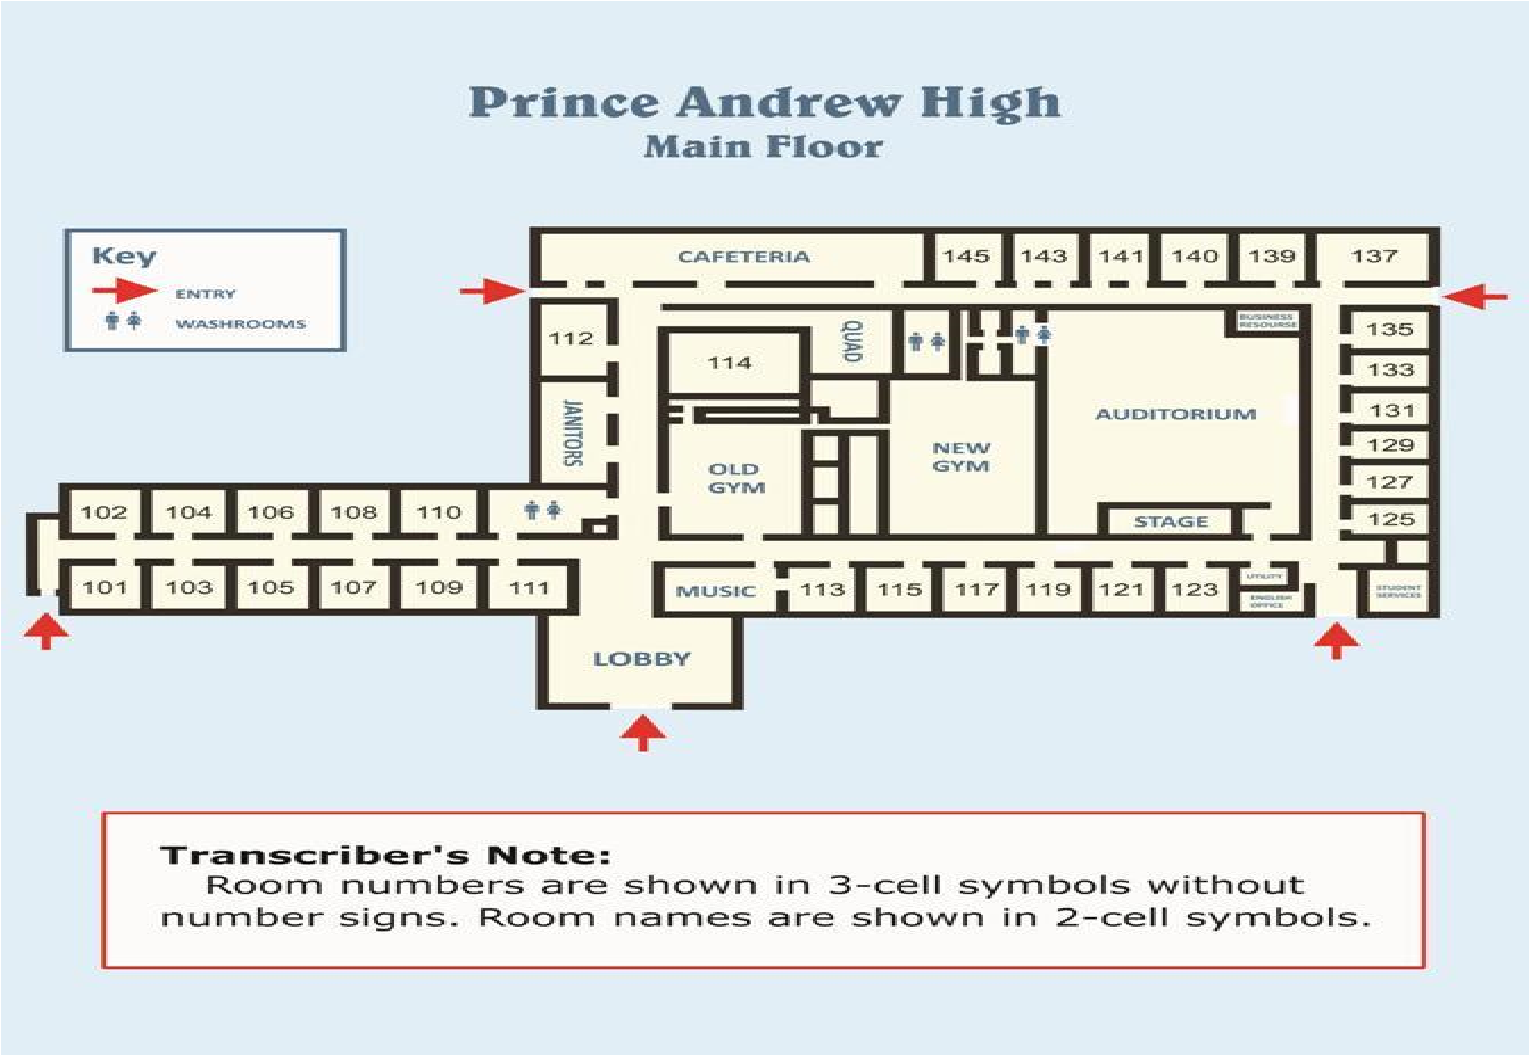 Prince Andrew High
Main Floor
Key
ENTRY
WASHROOMS
CAFETERIA
145
143
141
140
139
137
112
114
QUAD
BUSINESS
RESOURSE
135
133
131
129
127
125
JANITORS
AUDITORIUM
NEW
GYM
OLD
GYM
STAGE
102
104
106
108
110
101
103
105
107
109
111
MUSIC
113
115
117
119
121
123
UTILITY
ENGLISH
OFFICE
STUDENT
SERVICES
LOBBY
Transcriber's Note:
Room numbers are shown in 3-cell symbols without
number signs. Room names are shown in 2-cell symbols.